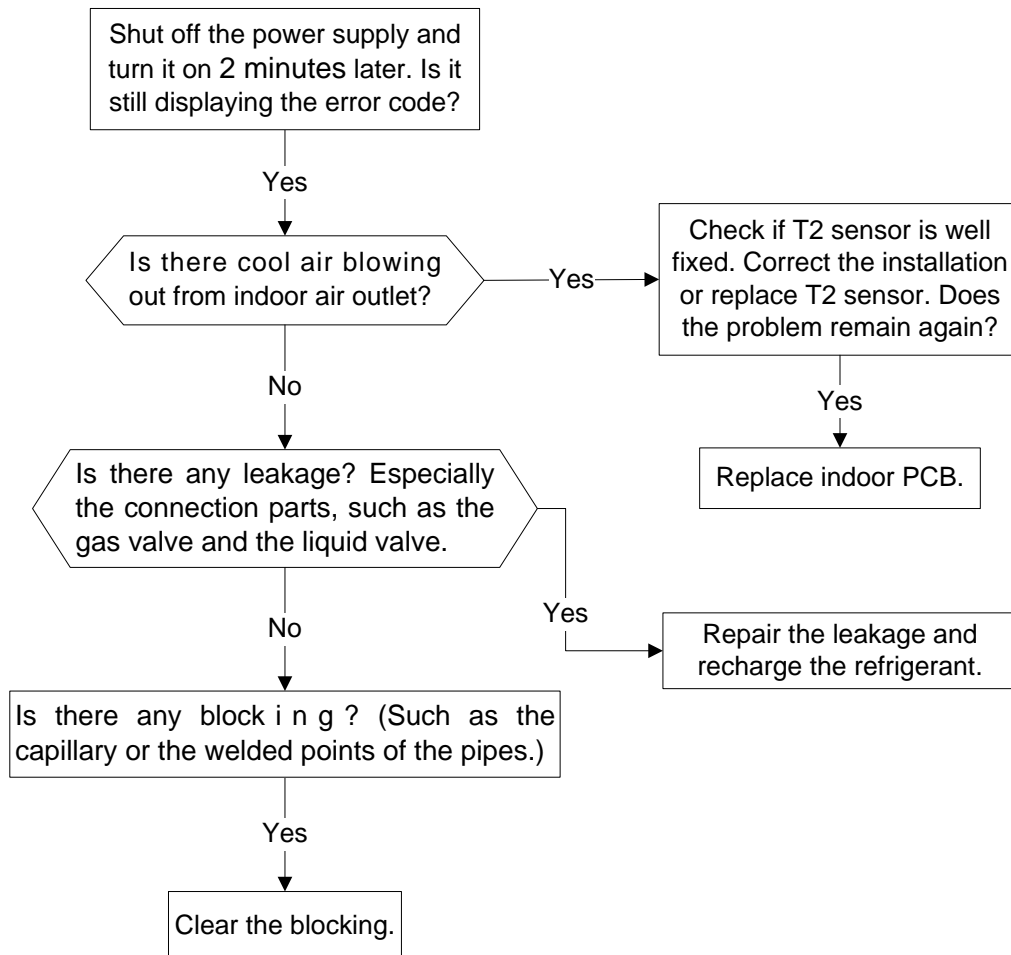 Shut off the power supply and
turn it on 2 minutes later. Is it
still displaying the error code?
Yes
Is there cool air blowing
out from indoor air outlet?
Yes
Check if T2 sensor is well
fixed. Correct the installation
or replace T2 sensor. Does
the problem remain again?
Yes
Replace indoor PCB.
No
Is there any leakage? Especially
the connection parts, such as the
gas valve and the liquid valve.
Yes
Repair the leakage and
recharge the refrigerant.
No
Is there any block i n g ? (Such as the
capillary or the welded points of the pipes.)
Yes
Clear the blocking.